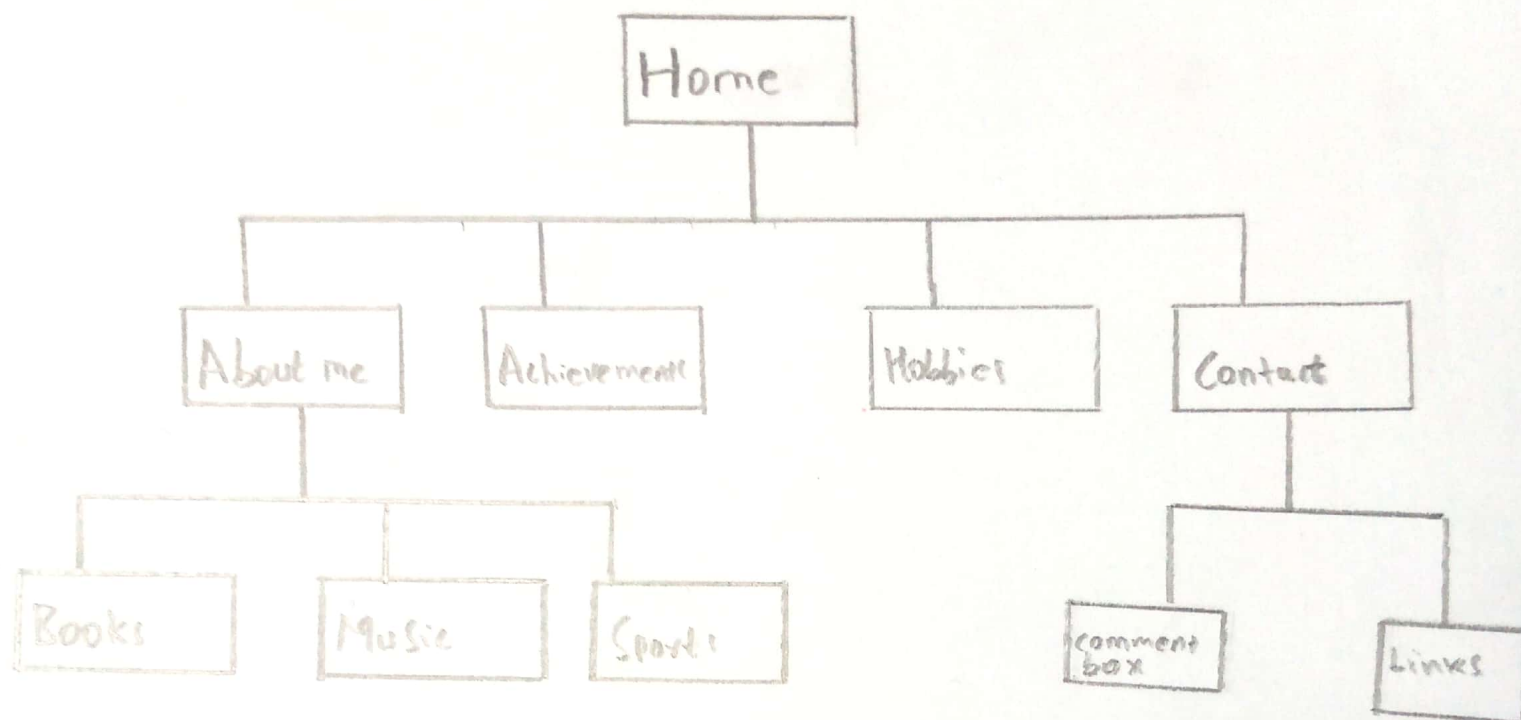 Home
About me
Achievements
Hobbies
Contact
Books
Music
Sports
comment
box
Links